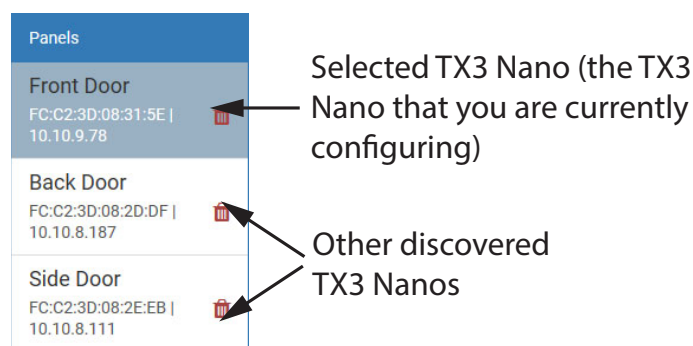 Panels
Front Door
FC:C2:3D:08:31:5E |
10.10.9.78
Selected TX3 Nano (the TX3
Nano that you are currently
configuring)
Back Door
FC:C2:3D:08:2D:DF |
10.10.8.187
Side Door
FC:C2:3D:08:2E:EB |
10.10.8.111
Other discovered
TX3 Nanos